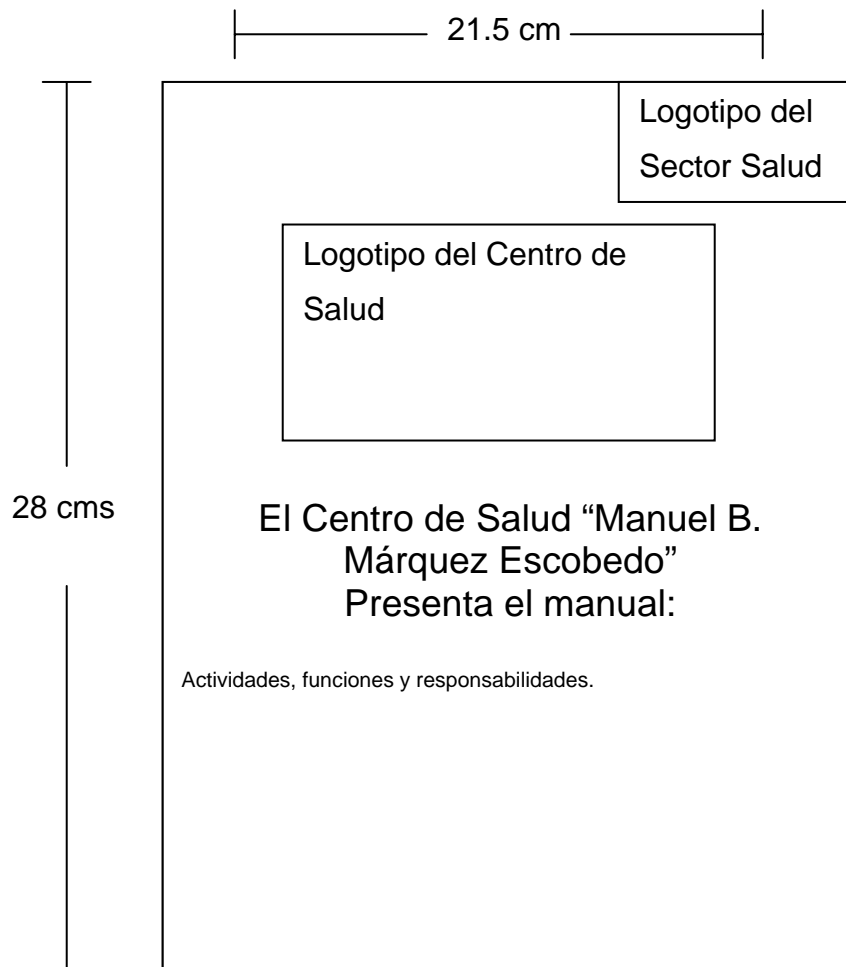 21.5 cm
Logotipo del
Sector Salud
Logotipo del Centro de
Salud
28 cms
El Centro de Salud “Manuel B.
Márquez Escobedo”
Presenta el manual:
Actividades, funciones y responsabilidades.